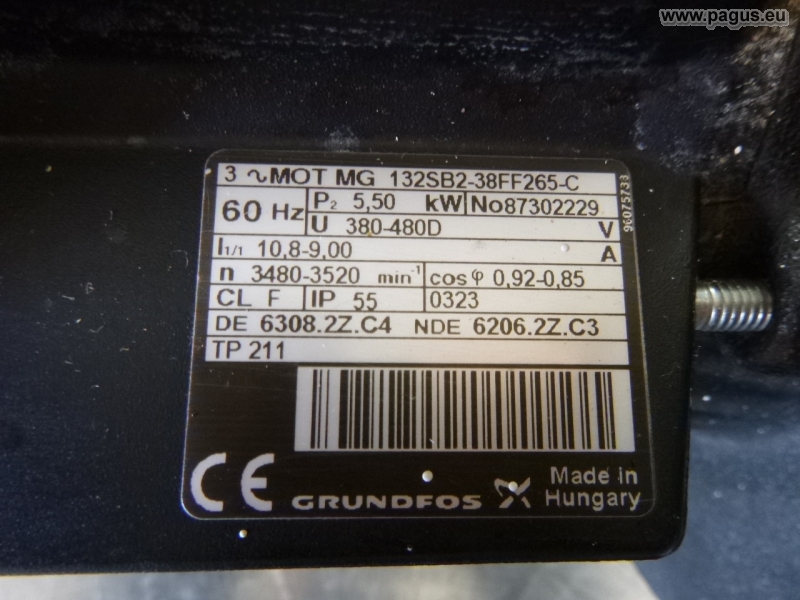 www.pagus.eu
3 ∿MOT MG 132SB2-38FF265-C
60 Hz P₂ 5,50 kW No87302229
U 380-480D V
I₁/₁ 10,8-9,00 A
n 3480-3520 min⁻¹ cos φ 0,92-0,85
CL F IP 55 0323
DE 6308.2Z.C4 NDE 6206.2Z.C3
TP 211
96075733
CE GRUNDFOS Made in
Hungary